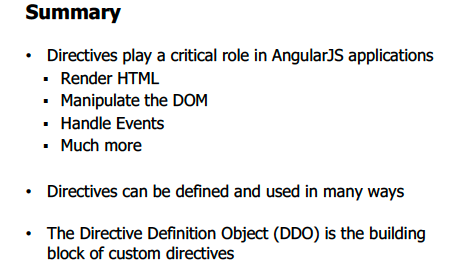 Summary
• Directives play a critical role in AngularJS applications
▪ Render HTML
▪ Manipulate the DOM
▪ Handle Events
▪ Much more
• Directives can be defined and used in many ways
• The Directive Definition Object (DDO) is the building
block of custom directives